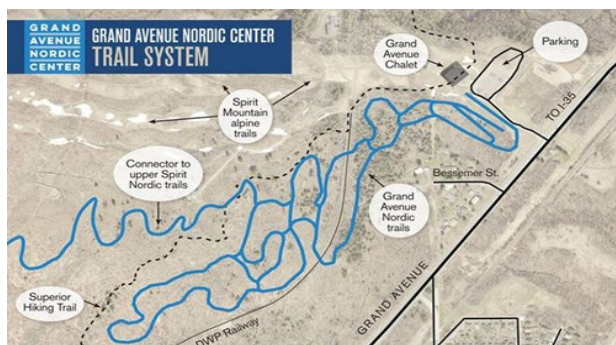 GRAND
AVENUE
NORDIC
CENTER
GRAND AVENUE NORDIC CENTER
TRAIL SYSTEM
Grand
Avenue
Chalet
Parking
TO I-35
Spirit
Mountain
alpine
trails
Connector to
upper Spirit
Nordic trails
Bessemer St.
Grand
Avenue
Nordic
trails
Superior
Hiking Trail
DWP Railway
GRAND AVENUE